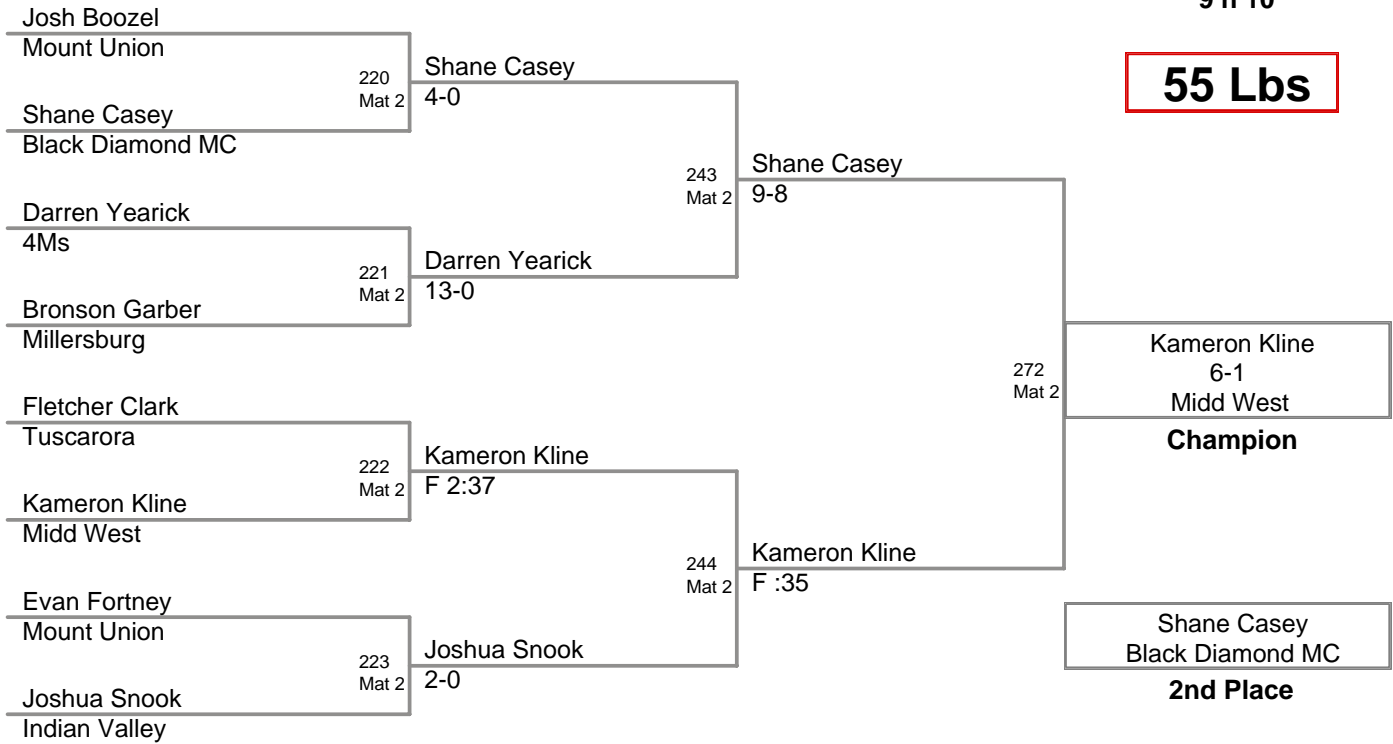 9 n 10
55 Lbs
Josh Boozel
Mount Union
220
Mat 2
Shane Casey
4-0
Shane Casey
Black Diamond MC
243
Mat 2
Shane Casey
9-8
Darren Yearick
4Ms
221
Mat 2
Darren Yearick
13-0
Bronson Garber
Millersburg
272
Mat 2
Kameron Kline
6-1
Midd West
Champion
Fletcher Clark
Tuscarora
222
Mat 2
Kameron Kline
F 2:37
Kameron Kline
Midd West
244
Mat 2
Kameron Kline
F :35
Evan Fortney
Mount Union
223
Mat 2
Joshua Snook
2-0
Joshua Snook
Indian Valley
Shane Casey
Black Diamond MC
2nd Place